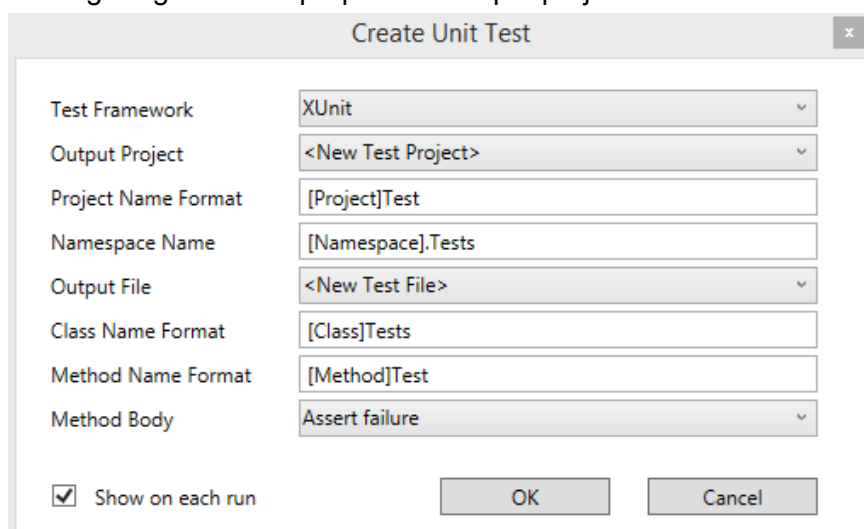 Create Unit Test
x
Test Framework XUnit
Output Project <New Test Project>
Project Name Format [Project]Test
Namespace Name [Namespace].Tests
Output File <New Test File>
Class Name Format [Class]Tests
Method Name Format [Method]Test
Method Body Assert failure
Show on each run OK Cancel